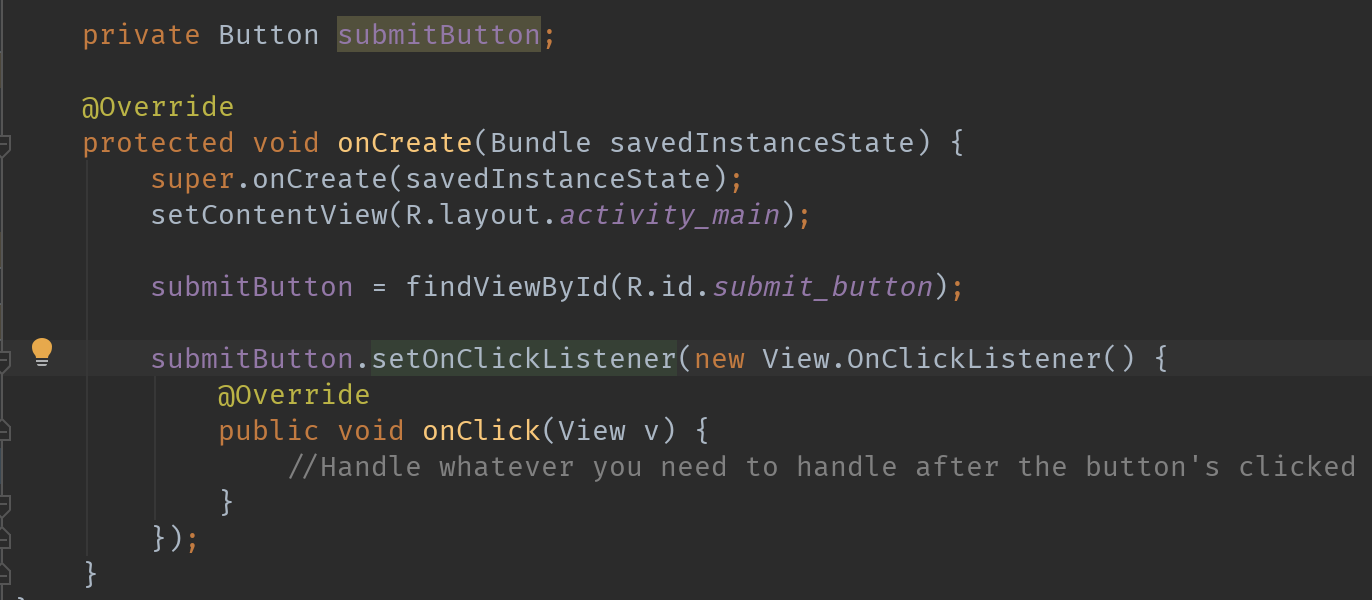 private Button submitButton;
@Override
protected void onCreate(Bundle savedInstanceState) {
super.onCreate(savedInstanceState);
setContentView(R.layout.activity_main);
submitButton = findViewById(R.id.submit_button);
submitButton.setOnClickListener(new View.OnClickListener() {
@Override
public void onClick(View v) {
//Handle whatever you need to handle after the button's clicked
}
});
}